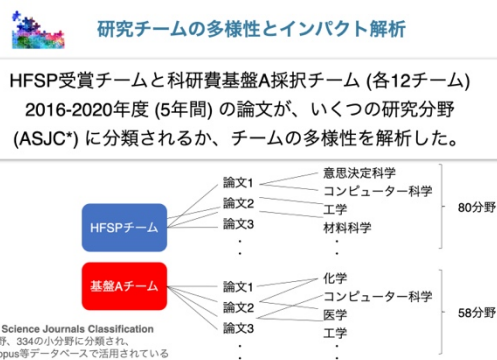 研究チームの多様性とインパクト解析
HFSP受賞チームと科研費基盤A採択チーム (各12チーム)
2016-2020年度 (5年間) の論文が、いくつの研究分野
(ASJC*) に分類されるか、チームの多様性を解析した。
HFSPチーム
論文1
論文2
論文3
・
・
意思決定科学
コンピューター科学
工学
材料科学
・
・
80分野
基盤Aチーム
論文1
論文2
論文3
・
・
化学
コンピューター科学
医学
工学
・
・
58分野
Science Journals Classification
野、334の小分野に分類され、
opus等データベースで活用されている